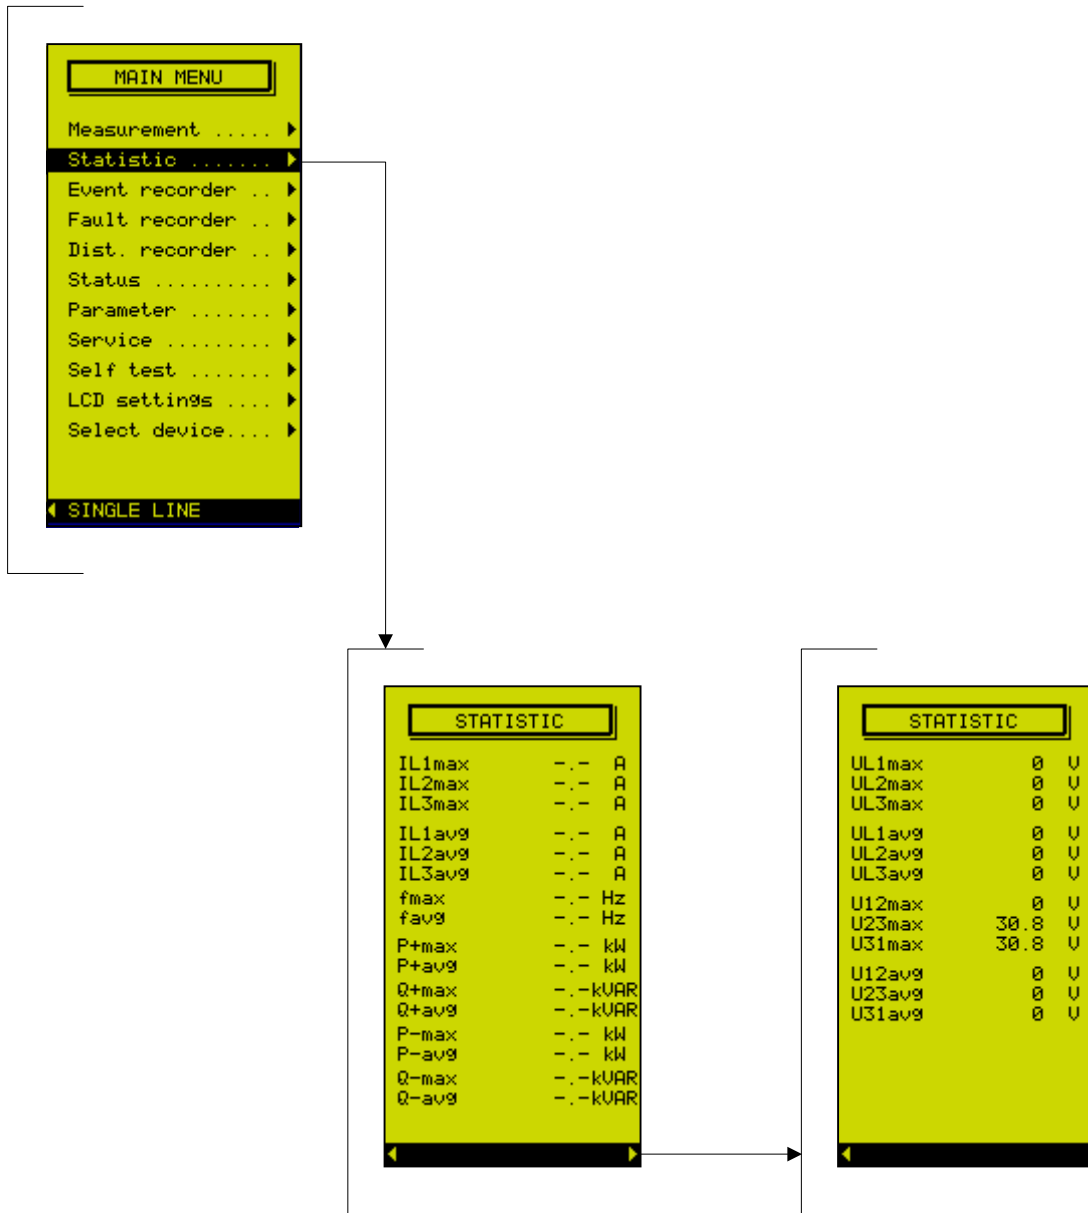 MAIN MENU
Measurement .....
Statistic .......
Event recorder ..
Fault recorder ..
Dist. recorder ..
Status ..........
Parameter .......
Service .........
Self test .......
LCD settings ....
Select device....
SINGLE LINE
STATISTIC
IL1max -.- A
IL2max -.- A
IL3max -.- A
IL1avg -.- A
IL2avg -.- A
IL3avg -.- A
fmax -.- Hz
favg -.- Hz
P+max -.- kW
P+avg -.- kW
Q+max -.-kVAR
Q+avg -.-kVAR
P-max -.- kW
P-avg -.- kW
Q-max -.-kVAR
Q-avg -.-kVAR
STATISTIC
UL1max 0 V
UL2max 0 V
UL3max 0 V
UL1avg 0 V
UL2avg 0 V
UL3avg 0 V
U12max 0 V
U23max 30.8 V
U31max 30.8 V
U12avg 0 V
U23avg 0 V
U31avg 0 V